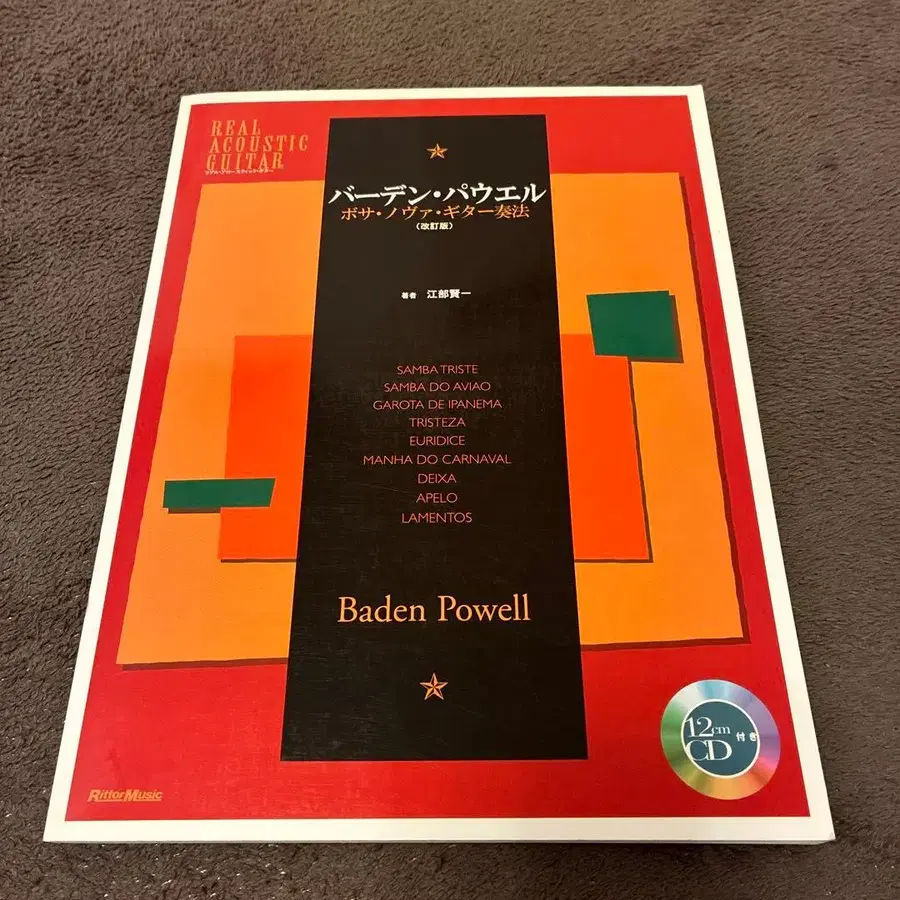 REAL
ACOUSTIC
GUITAR
リアル・アコースティック・ギター
バーデン・パウエル
ボサ・ノヴァ・ギター奏法
(改訂版)
著者 江部賢一
SAMBA TRISTE
SAMBA DO AVIAO
GAROTA DE IPANEMA
TRISTEZA
EURIDICE
MANHA DO CARNAVAL
DEIXA
APELO
LAMENTOS
Baden Powell
12cm
CD 付き
RittorMusic